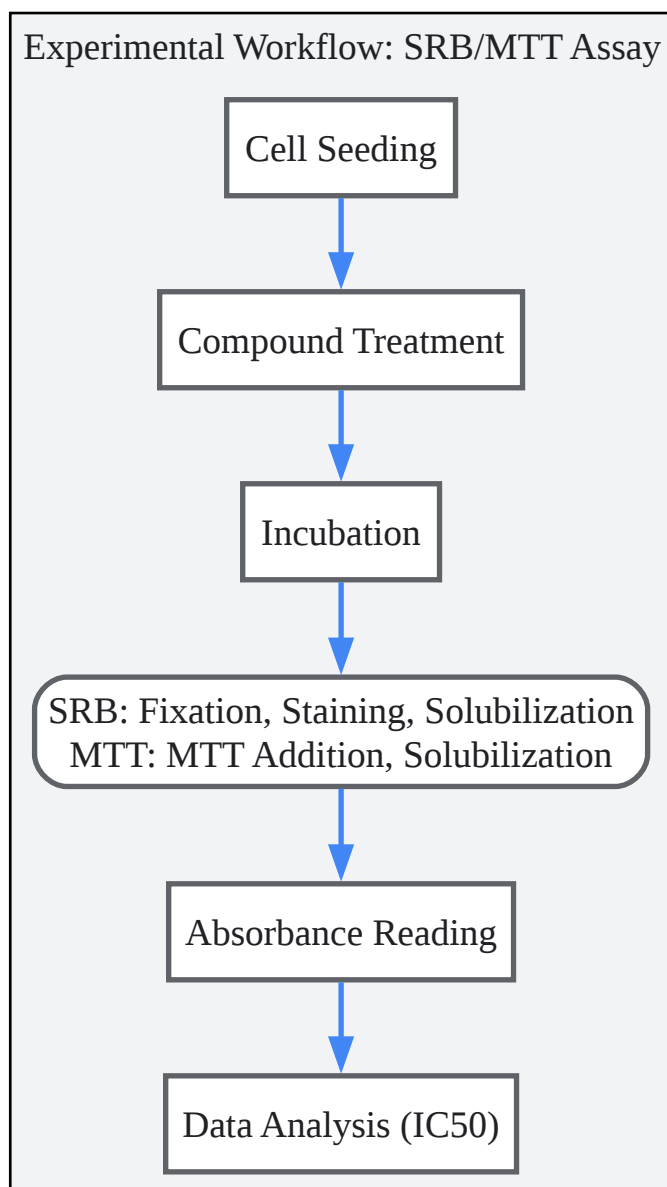 Experimental Workflow: SRB/MTT Assay
Cell Seeding
Compound Treatment
Incubation
SRB: Fixation, Staining, Solubilization
MTT: MTT Addition, Solubilization
Absorbance Reading
Data Analysis (IC50)